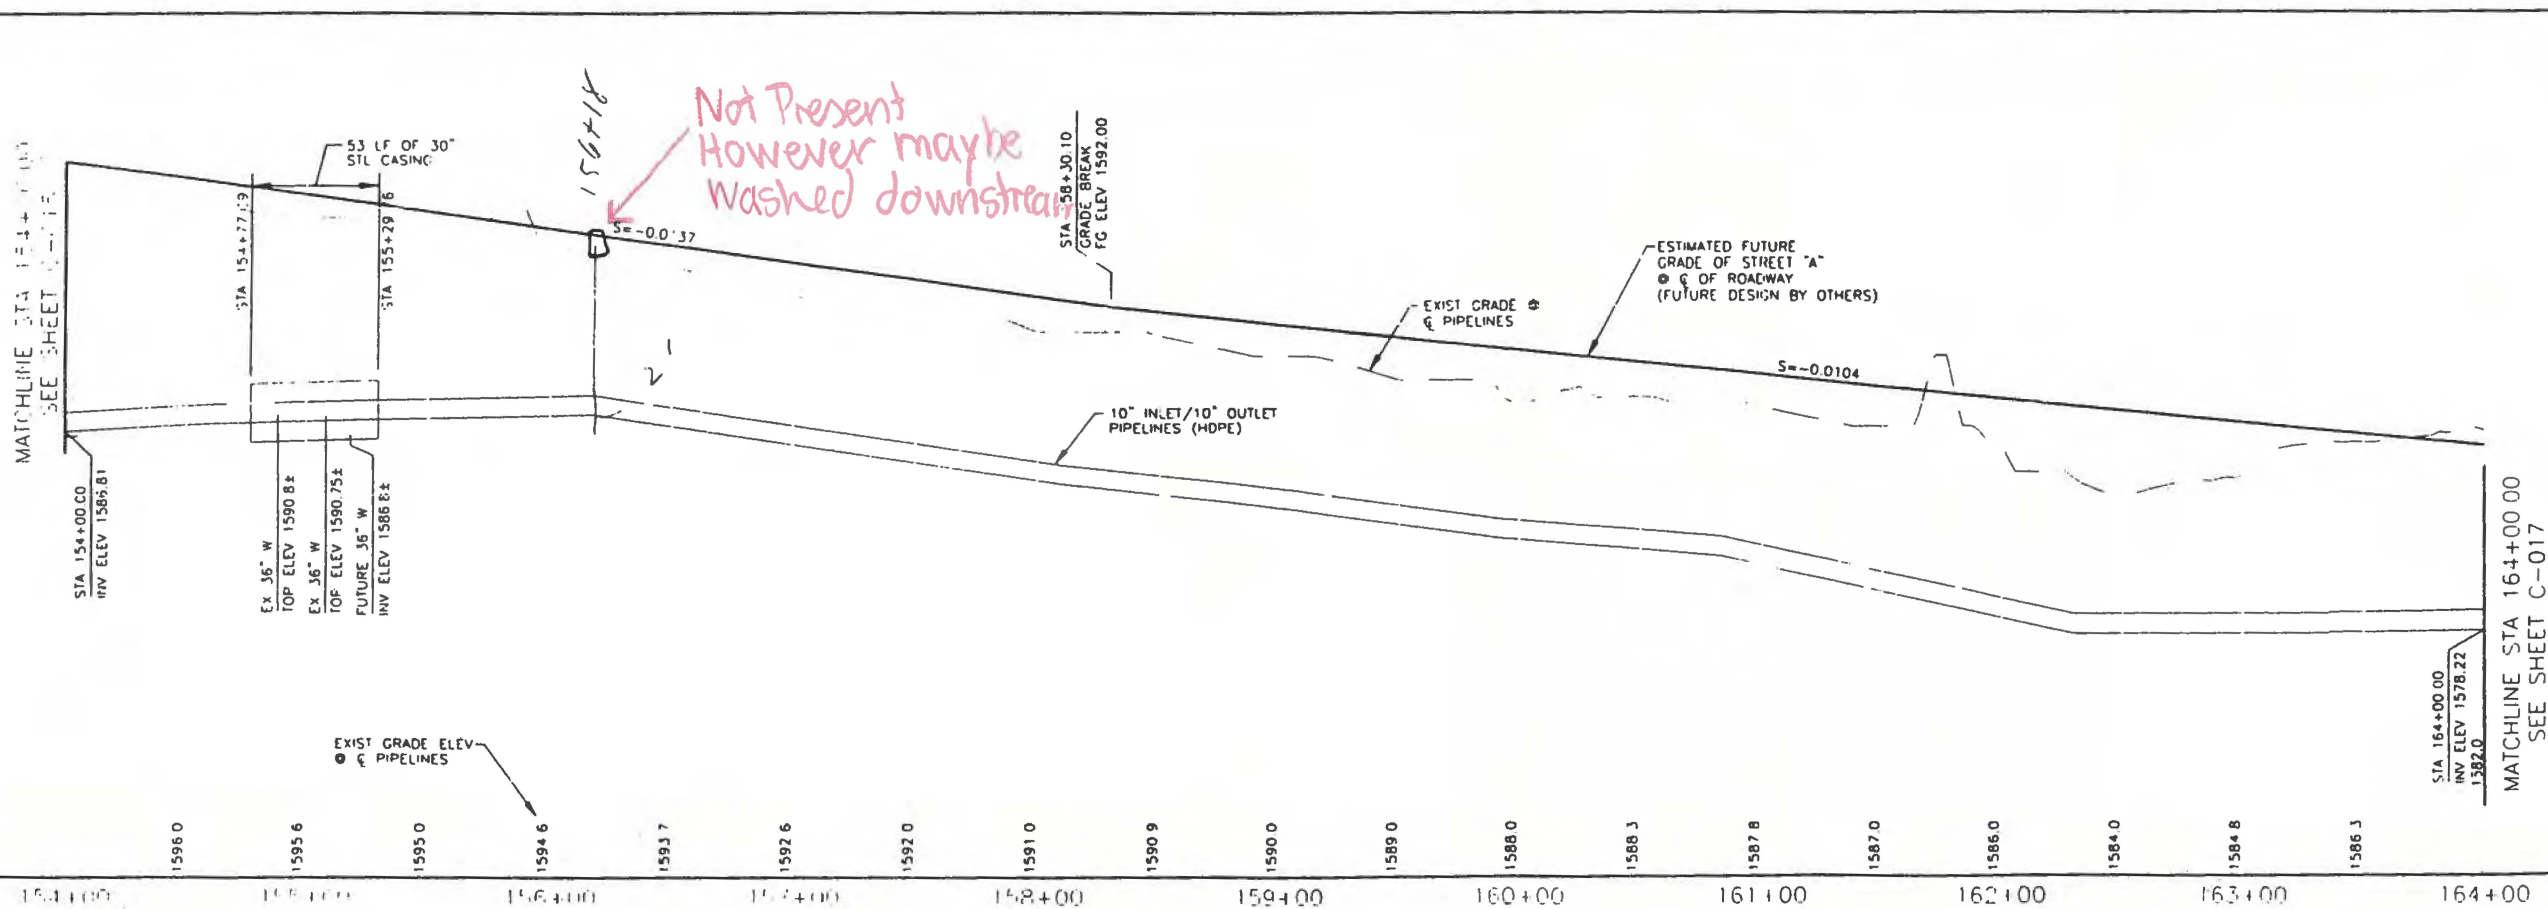 SEE SHEET
53 LF OF 30"
STL CASING
STA 154+77.09
STA 155+29
156+18
Not Present
However maybe
Washed downstream
S=-0.0137
STA 158+30.10
GRADE BREAK
FG ELEV 1592.00
EXIST GRADE @
℄ PIPELINES
ESTIMATED FUTURE
GRADE OF STREET "A"
@ ℄ OF ROADWAY
(FUTURE DESIGN BY OTHERS)
S=-0.0104
10" INLET/10" OUTLET
PIPELINES (HDPE)
STA 154+00.00
INV ELEV 1586.81
EX 36" W
TOP ELEV 1590.8±
EX 36" W
TOP ELEV 1590.75±
FUTURE 36" W
INV ELEV 1586.8±
EXIST GRADE ELEV
@ ℄ PIPELINES
STA 164+00.00
INV ELEV 1578.22
1582.0
MATCHLINE STA 164+00.00
SEE SHEET C-017
1596.0
1595.6
1595.0
1594.6
1593.7
1592.6
1592.0
1591.0
1590.9
1590.0
1589.0
1588.0
1588.3
1587.8
1587.0
1586.0
1584.0
1584.8
1586.3
154+00
155+00
156+00
157+00
158+00
159+00
160+00
161+00
162+00
163+00
164+00